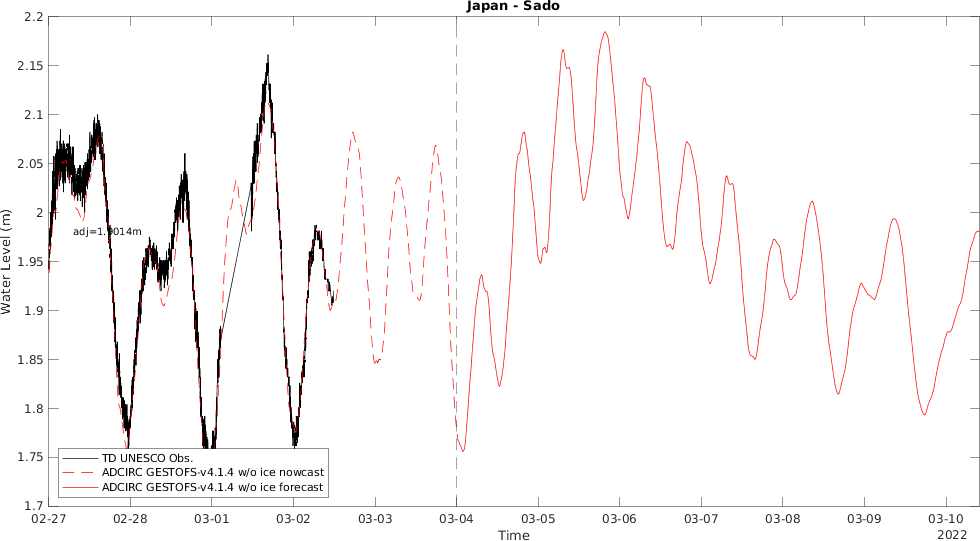 Japan - Sado
2.2
2.15
2.1
2.05
2
1.95
1.9
1.85
1.8
1.75
1.7
Water Level (m)
adj=1.9014m
TD UNESCO Obs.
ADCIRC GESTOFS-v4.1.4 w/o ice nowcast
ADCIRC GESTOFS-v4.1.4 w/o ice forecast
02-27 02-28 03-01 03-02 03-03 03-04 03-05 03-06 03-07 03-08 03-09 03-10
Time
2022